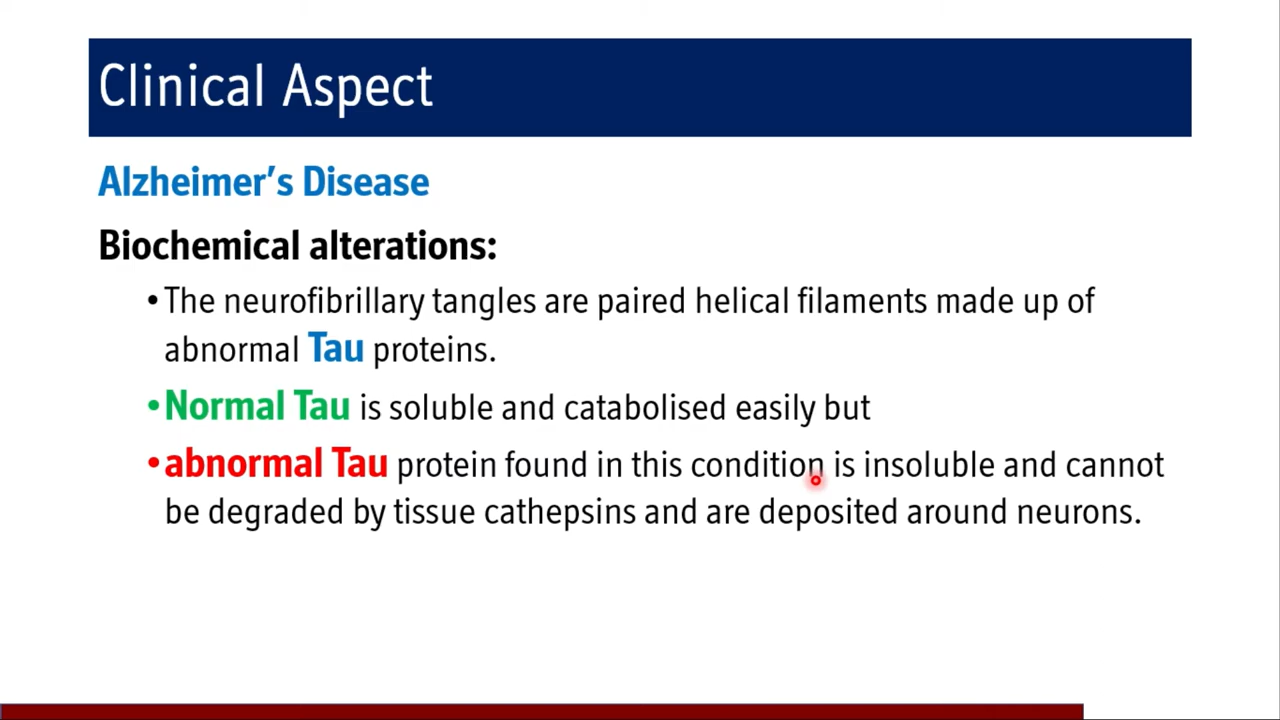 Clinical Aspect
Alzheimer’s Disease
Biochemical alterations:
• The neurofibrillary tangles are paired helical filaments made up of
abnormal Tau proteins.
• Normal Tau is soluble and catabolised easily but
• abnormal Tau protein found in this condition is insoluble and cannot
be degraded by tissue cathepsins and are deposited around neurons.